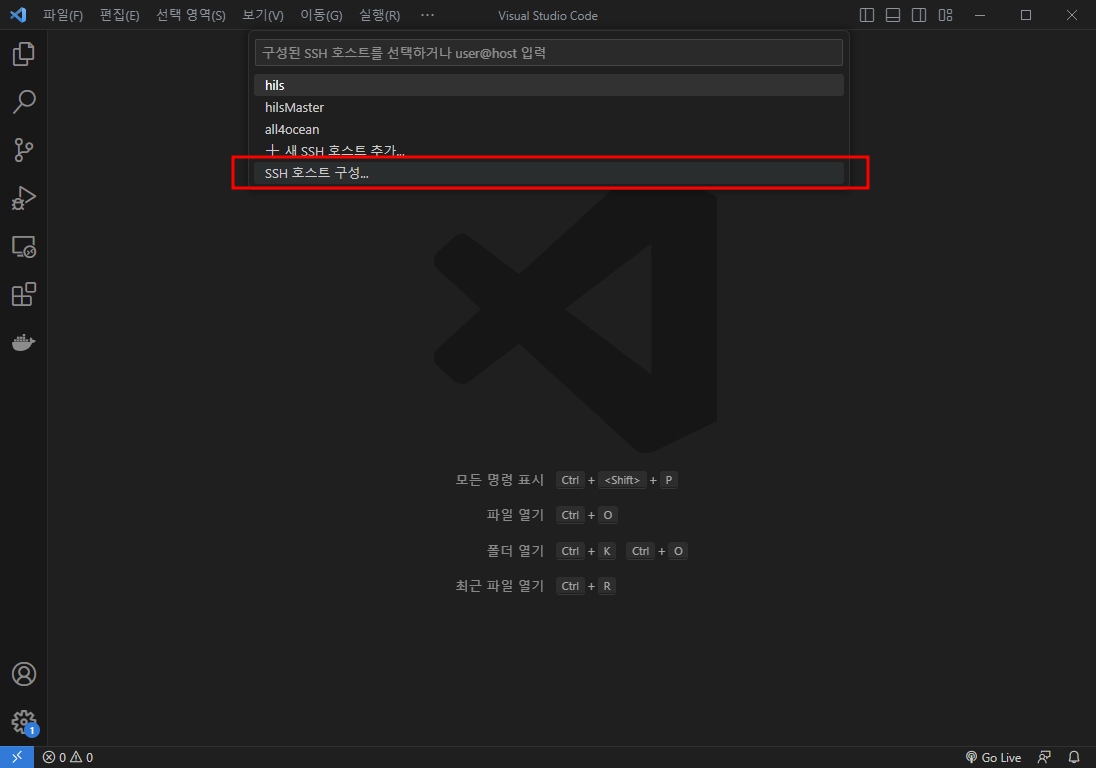 파일(F) 편집(E) 선택 영역(S) 보기(V) 이동(G) 실행(R) ··· Visual Studio Code
구성된 SSH 호스트를 선택하거나 user@host 입력
hils
hilsMaster
all4ocean
+ 새 SSH 호스트 추가...
SSH 호스트 구성...
모든 명령 표시 Ctrl + <Shift> + P
파일 열기 Ctrl + O
폴더 열기 Ctrl + K Ctrl + O
최근 파일 열기 Ctrl + R
1
0 0 Go Live